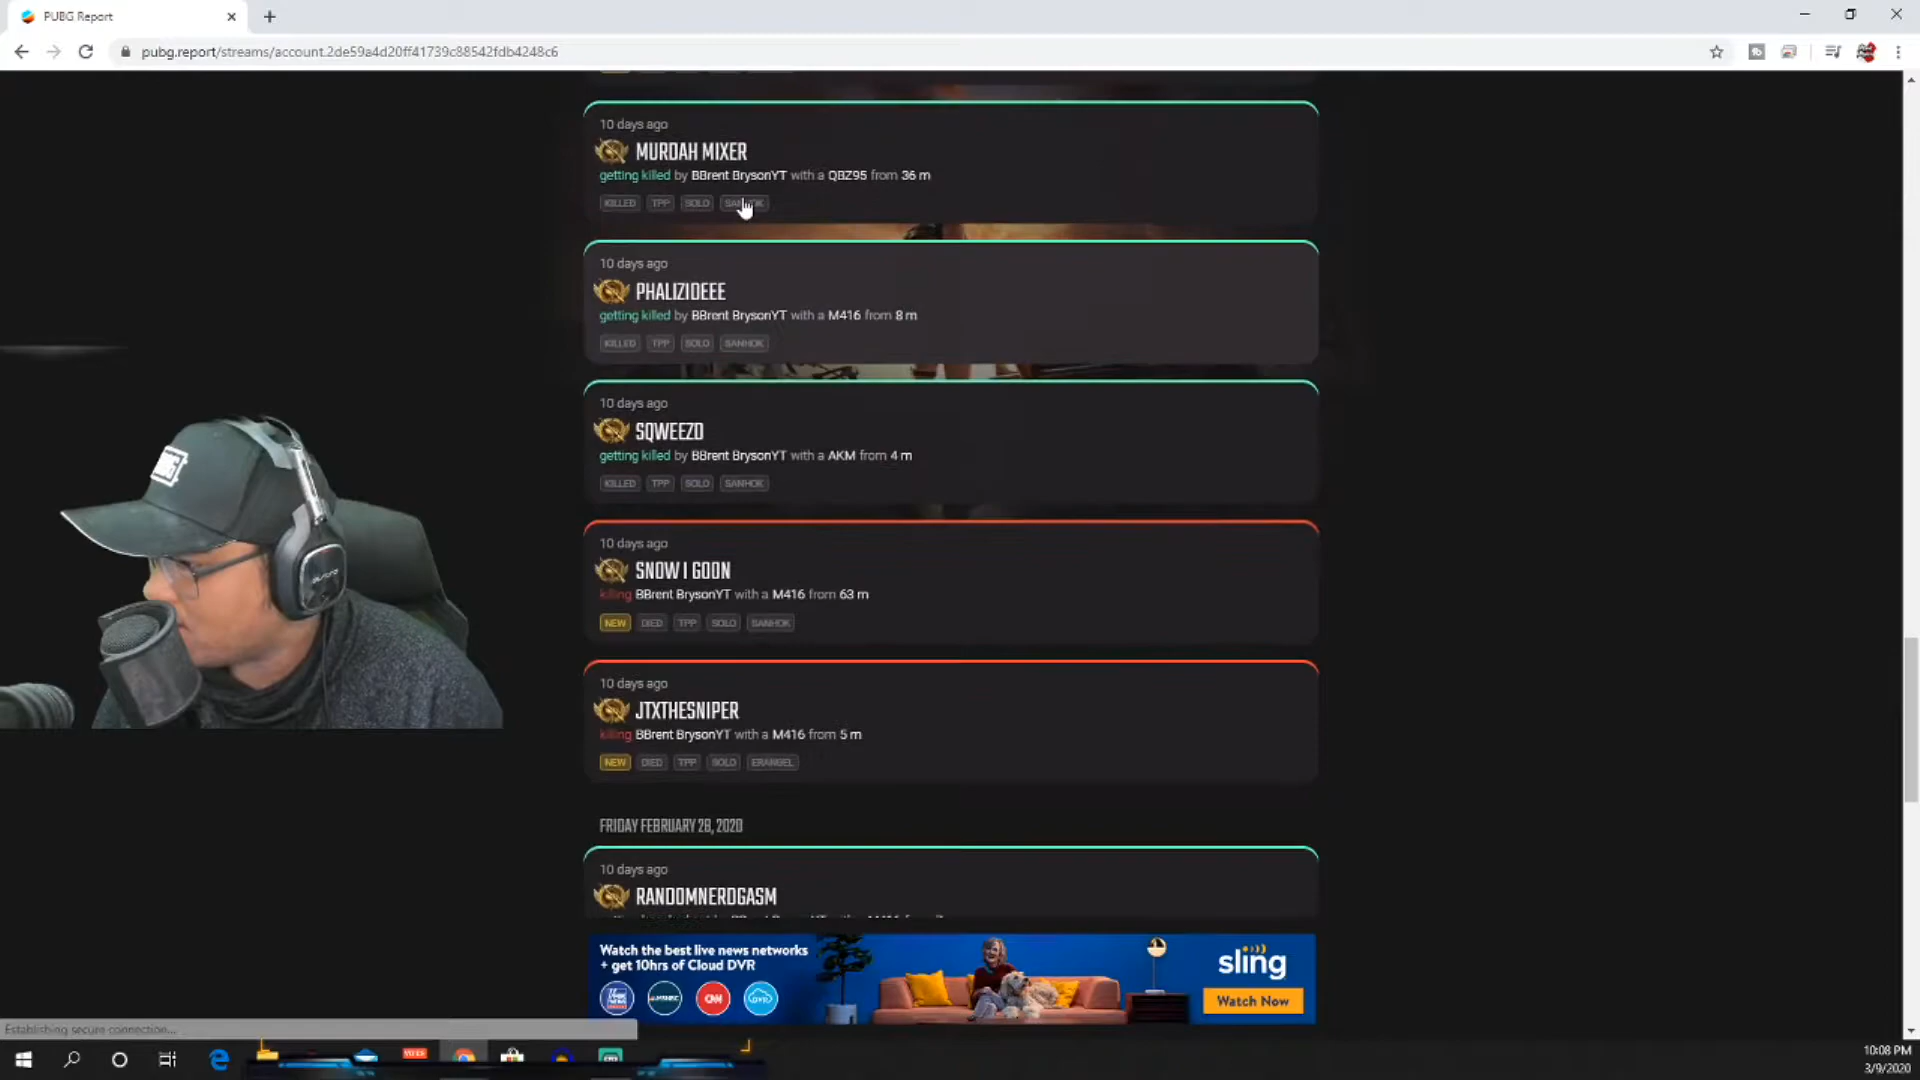 PUBG Report
pubg.report/streams/account.2de59a4d20ff41739c88542fdb4248c6
10 days ago
MURDAH MIXER
getting killed by BBrent BrysonYT with a QBZ95 from 36 m
KILLED TPP SOLO SANHOK
10 days ago
PHALIZIDEEE
getting killed by BBrent BrysonYT with a M416 from 8 m
KILLED TPP SOLO SANHOK
10 days ago
SQWEEZD
getting killed by BBrent BrysonYT with a AKM from 4 m
KILLED TPP SOLO SANHOK
10 days ago
SNOW I GOON
killing BBrent BrysonYT with a M416 from 63 m
NEW DIED TPP SOLO SANHOK
10 days ago
JTXTHESNIPER
killing BBrent BrysonYT with a M416 from 5 m
NEW DIED TPP SOLO ERANGEL
FRIDAY FEBRUARY 28, 2020
10 days ago
RANDOMNERDGASM
Watch the best live news networks
+ get 10hrs of Cloud DVR
CNN DVR
sling
Watch Now
Establishing secure connection...
10:08 PM
3/9/2020